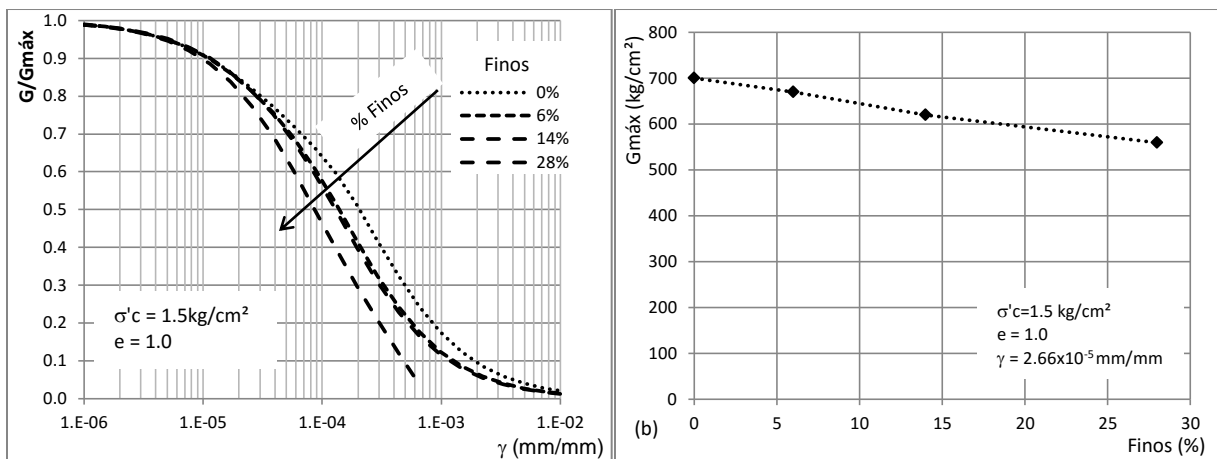 G/Gmáx
1.0
0.9
0.8
0.7
0.6
0.5
0.4
0.3
0.2
0.1
0.0
1.E-06
1.E-05
1.E-04
1.E-03
1.E-02
γ (mm/mm)
% Finos
Finos
0%
6%
14%
28%
σ'c = 1.5kg/cm²
e = 1.0
Gmáx (kg/cm²)
800
700
600
500
400
300
200
100
0
0
5
10
15
20
25
30
Finos (%)
(b)
σ'c=1.5 kg/cm²
e = 1.0
γ = 2.66x10⁻⁵ mm/mm